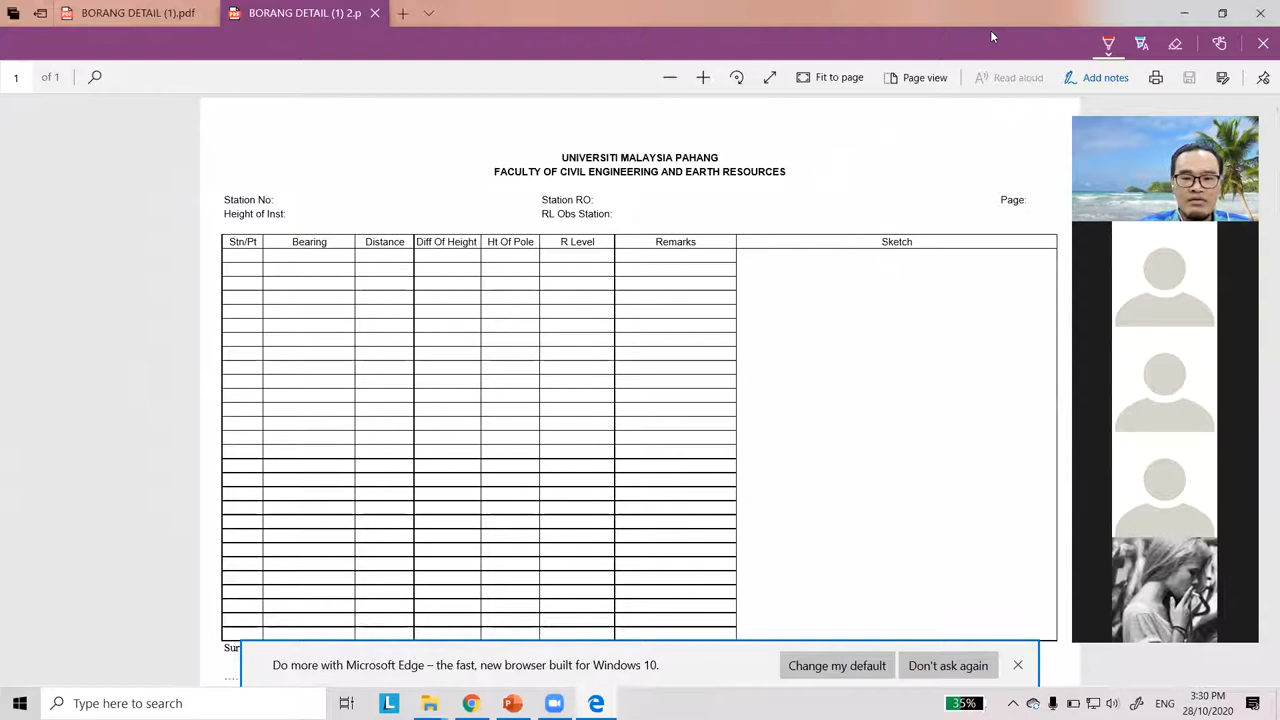 BORANG DETAIL (1).pdf
BORANG DETAIL (1) 2.p
1 of 1
Fit to page
Page view
Read aloud
Add notes
UNIVERSITI MALAYSIA PAHANG
FACULTY OF CIVIL ENGINEERING AND EARTH RESOURCES
Station No: Station RO: Page:
Height of Inst: RL Obs Station:
Stn/Pt Bearing Distance Diff Of Height Ht Of Pole R Level Remarks Sketch
Sur
Do more with Microsoft Edge – the fast, new browser built for Windows 10.
Change my default
Don't ask again
Type here to search
L
35%
ENG
3:30 PM
28/10/2020